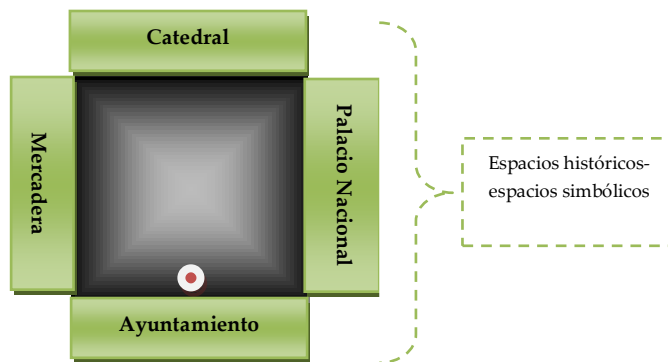 Catedral
Mercadera
Palacio Nacional
Espacios históricos-
espacios simbólicos
Ayuntamiento